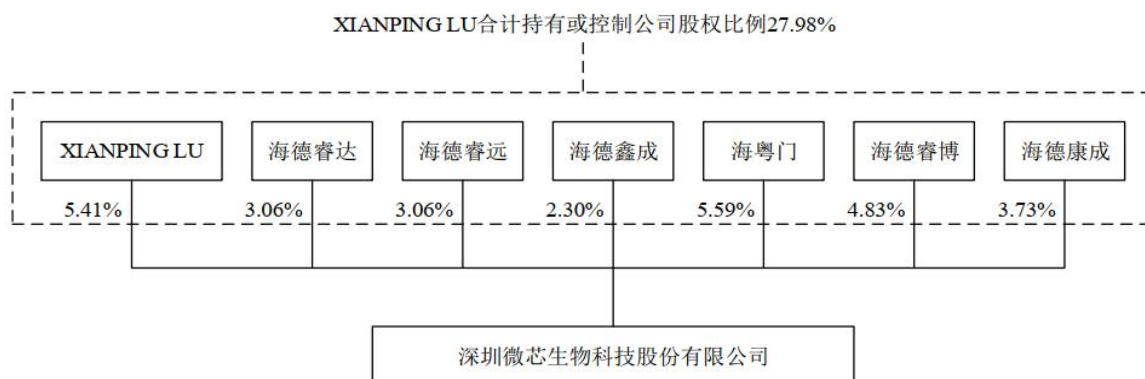 XIANPING LU合计持有或控制公司股权比例27.98%
XIANPING LU
海德睿达
海德睿远
海德鑫成
海粤门
海德睿博
海德康成
5.41%
3.06%
3.06%
2.30%
5.59%
4.83%
3.73%
深圳微芯生物科技股份有限公司